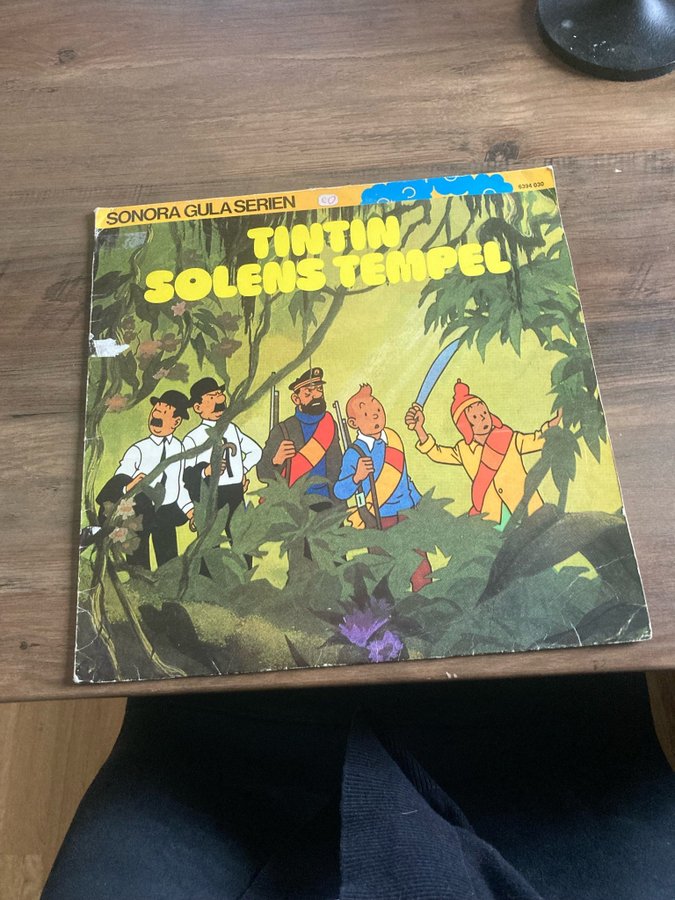 SONORA GULA SERIEN
6394 030
TINTIN
SOLENS TEMPEL